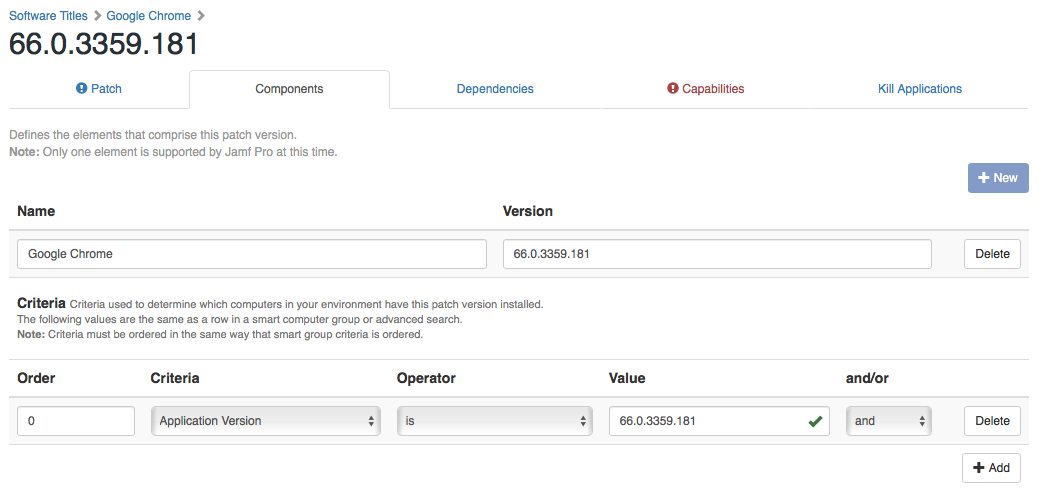 Software Titles > Google Chrome >
66.0.3359.181
Patch Components Dependencies Capabilities Kill Applications
Defines the elements that comprise this patch version.
Note: Only one element is supported by Jamf Pro at this time.
+ New
Name Version
Google Chrome 66.0.3359.181 Delete
Criteria Criteria used to determine which computers in your environment have this patch version installed.
The following values are the same as a row in a smart computer group or advanced search.
Note: Criteria must be ordered in the same way that smart group criteria is ordered.
Order Criteria Operator Value and/or
0 Application Version is 66.0.3359.181 and Delete
+ Add